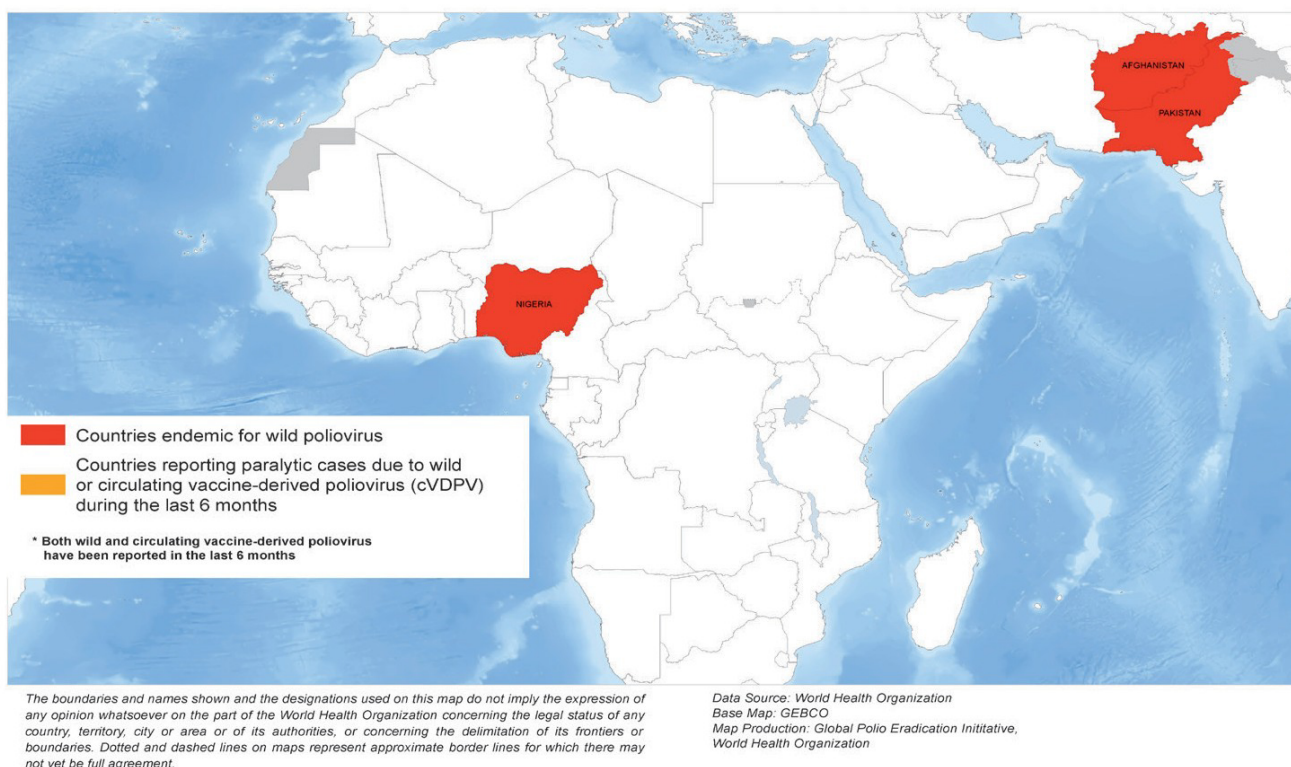 AFGHANISTAN
PAKISTAN
NIGERIA
Countries endemic for wild poliovirus
Countries reporting paralytic cases due to wild
or circulating vaccine-derived poliovirus (cVDPV)
during the last 6 months
* Both wild and circulating vaccine-derived poliovirus
have been reported in the last 6 months
The boundaries and names shown and the designations used on this map do not imply the expression of
any opinion whatsoever on the part of the World Health Organization concerning the legal status of any
country, territory, city or area or of its authorities, or concerning the delimitation of its frontiers or
boundaries. Dotted and dashed lines on maps represent approximate border lines for which there may
not yet be full agreement.
Data Source: World Health Organization
Base Map: GEBCO
Map Production: Global Polio Eradication Inititative,
World Health Organization